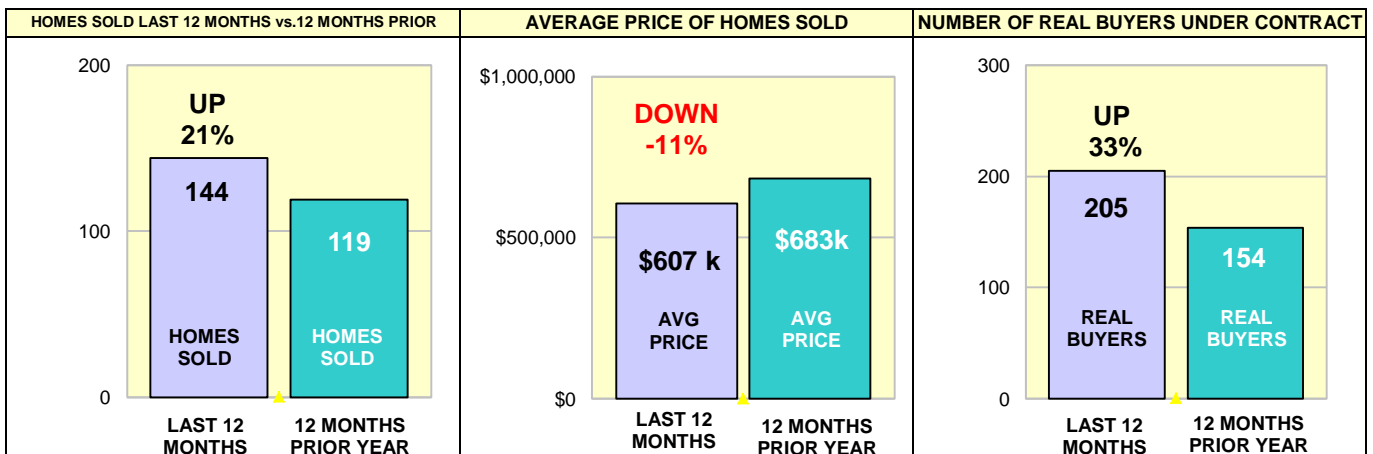 HOMES SOLD LAST 12 MONTHS vs.12 MONTHS PRIOR
200
UP
21%
144
119
100
HOMES
SOLD
HOMES
SOLD
0
LAST 12
MONTHS
12 MONTHS
PRIOR YEAR
AVERAGE PRICE OF HOMES SOLD
$1,000,000
DOWN
-11%
$607 k
$683k
$500,000
AVG
PRICE
AVG
PRICE
$0
LAST 12
MONTHS
12 MONTHS
PRIOR YEAR
NUMBER OF REAL BUYERS UNDER CONTRACT
300
UP
33%
200
205
154
100
REAL
BUYERS
REAL
BUYERS
0
LAST 12
MONTHS
12 MONTHS
PRIOR YEAR